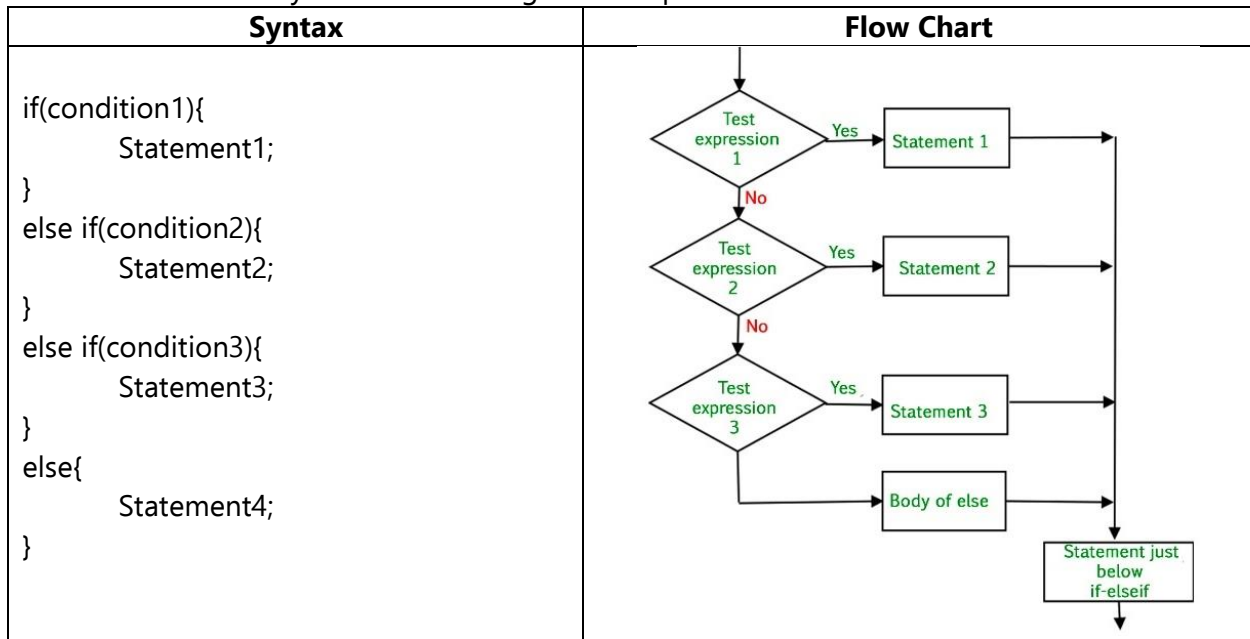 Syntax
Flow Chart
if(condition1){
Statement1;
}
else if(condition2){
Statement2;
}
else if(condition3){
Statement3;
}
else{
Statement4;
}
Test
expression
1
Yes
Statement 1
No
Test
expression
2
Yes
Statement 2
No
Test
expression
3
Yes
Statement 3
Body of else
Statement just
below
if-elseif